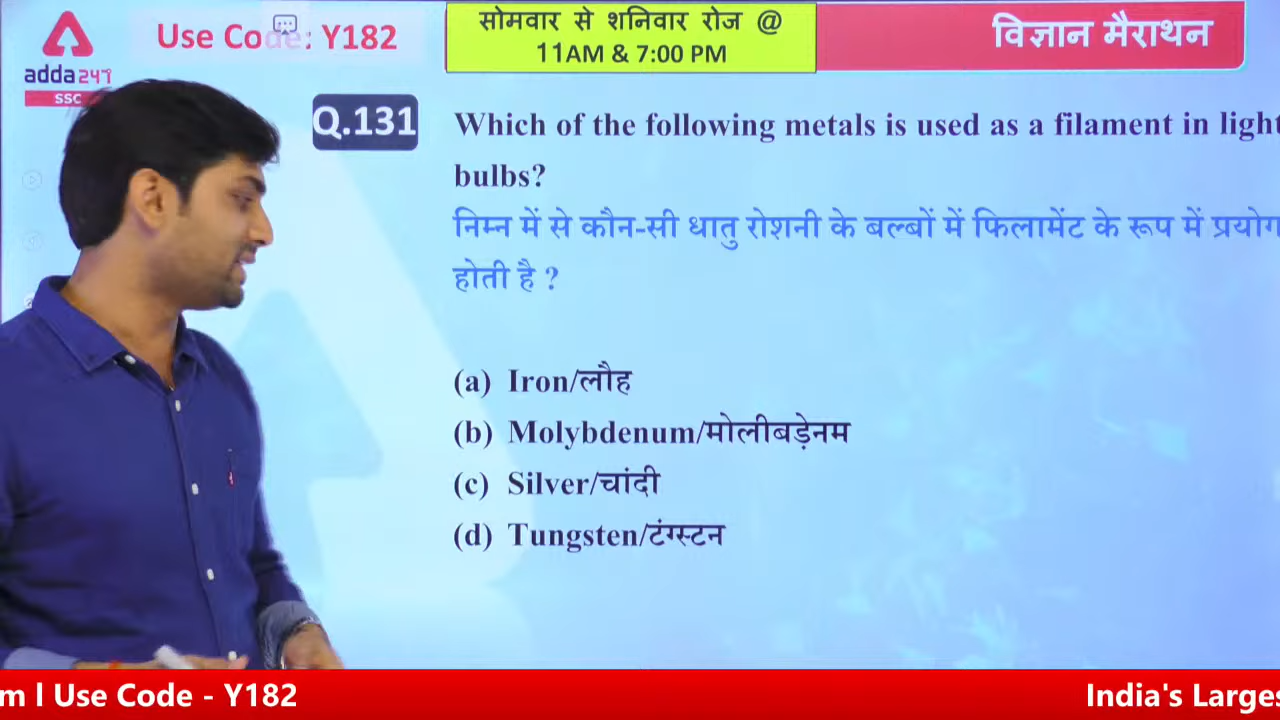 adda247
SSC
Use Code: Y182
सोमवार से शनिवार रोज @
11AM & 7:00 PM
विज्ञान मैराथन
Q.131
Which of the following metals is used as a filament in light
bulbs?
निम्न में से कौन-सी धातु रोशनी के बल्बों में फिलामेंट के रूप में प्रयोग
होती है ?
(a) Iron/लौह
(b) Molybdenum/मोलीबड़ेनम
(c) Silver/चांदी
(d) Tungsten/टंग्स्टन
m l Use Code - Y182
India's Larges